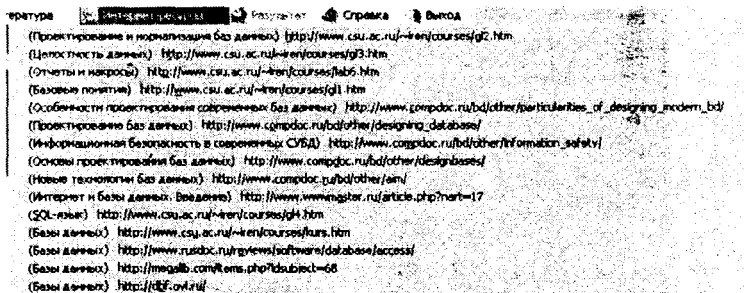 ература Интернет-ресурсы Результат Справка Выход
(Проектирование и нормализация баз данных) http://www.csu.ac.ru/~iren/courses/gl2.htm
(Целостность данных) http://www.csu.ac.ru/~iren/courses/gl3.htm
(Отчеты и макросы) http://www.csu.ac.ru/~iren/courses/lab6.htm
(Базовые понятия) http://www.csu.ac.ru/~iren/courses/gl1.htm
(Особенности проектирования современных баз данных) http://www.compdoc.ru/bd/other/particularities_of_designing_modern_bd/
(Проектирование баз данных) http://www.compdoc.ru/bd/other/designing_database/
(Информационная безопасность в современных СУБД) http://www.compdoc.ru/bd/other/information_safety/
(Основы проектирования баз данных) http://www.compdoc.ru/bd/other/designbases/
(Новые технологии баз данных) http://www.compdoc.ru/bd/other/aim/
(Интернет и базы данных. Введение) http://www.wwwmaster.ru/article.php?nart=17
(SQL-язык) http://www.csu.ac.ru/~iren/courses/gl4.htm
(Базы данных) http://www.csu.ac.ru/~iren/courses/kurs.htm
(Базы данных) http://www.rusdoc.ru/reviews/software/database/access/
(Базы данных) http://megalib.com/items.php?idsubject=68
(Базы данных) http://dbf.ovl.ru/